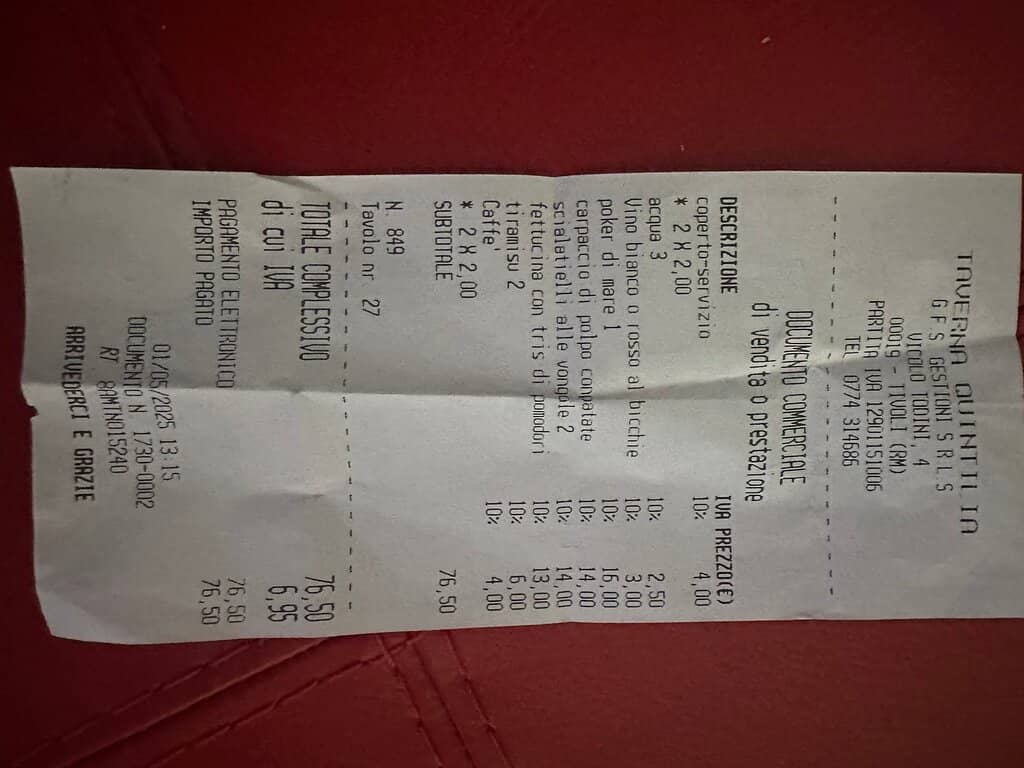 TAVERNA QUINTILIA
G F S GESTIONI S R L S
VICOLO TODINI, 4
00019 - TIVOLI (RM)
PARTIA IVA 12901151006
TEL 0774 314686
DOCUMENTO COMMERCIALE
di vendita o prestazione
DESCRIZIONE IVA PREZZO(€)
coperto-servizio 10% 4,00
* 2 X 2,00
acqua 3 10% 2,50
Vino bianco o rosso al bicchie 10% 3,00
poker di mare 1 10% 16,00
carpaccio di polpo conpatate 10% 14,00
scialatielli alle vongole 2 10% 14,00
fettucina con tris di pomodori 10% 13,00
tiramisu 2 10% 6,00
Caffe' 10% 4,00
* 2 X 2,00
SUBTOTALE 76,50
N. 849
Tavolo nr. 27
TOTALE COMPLESSIVO 76,50
di cui IVA 6,95
PAGAMENTO ELETTRONICO 76,50
IMPORTO PAGATO 76,50
01/05/2025 13:15
DOCUMENTO N. 1730-0002
RT 8AMTN015240
ARRIVEDERCI E GRAZIE